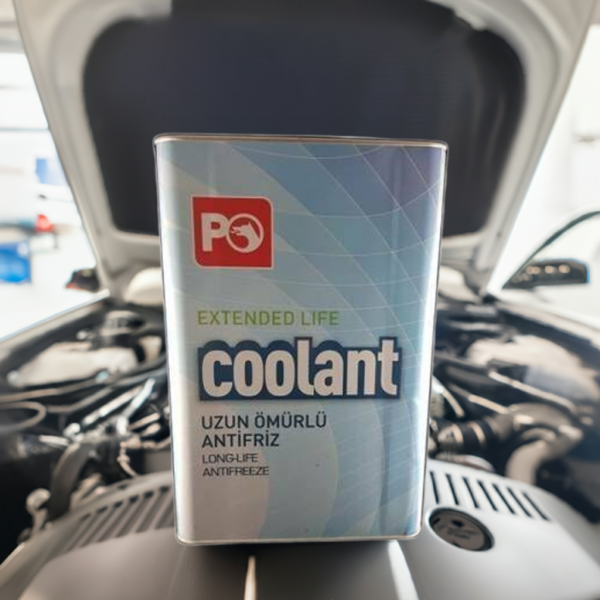 PO
EXTENDED LIFE
coolant
UZUN ÖMÜRLÜ
ANTİFRİZ
LONG-LIFE
ANTIFREEZE